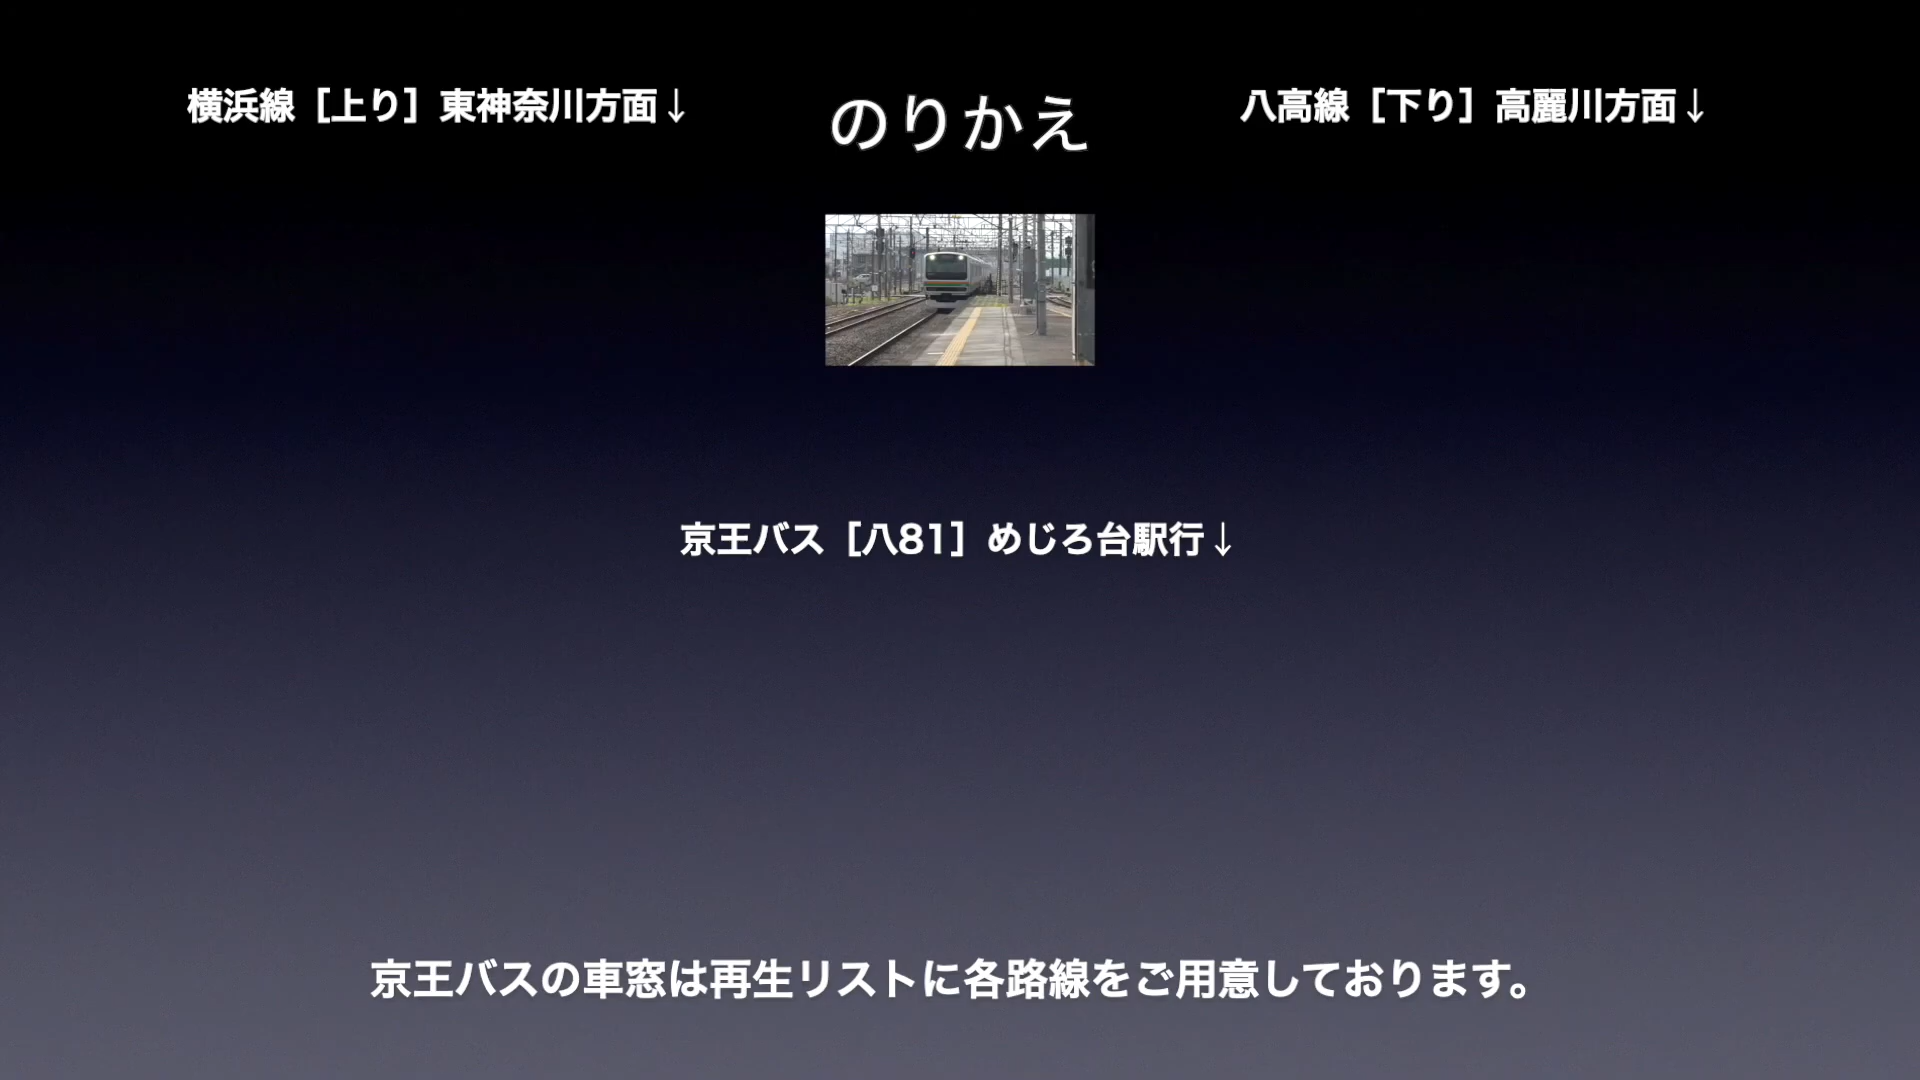 横浜線［上り］東神奈川方面↓
のりかえ
八高線［下り］高麗川方面↓
京王バス［八81］めじろ台駅行↓
京王バスの車窓は再生リストに各路線をご用意しております。